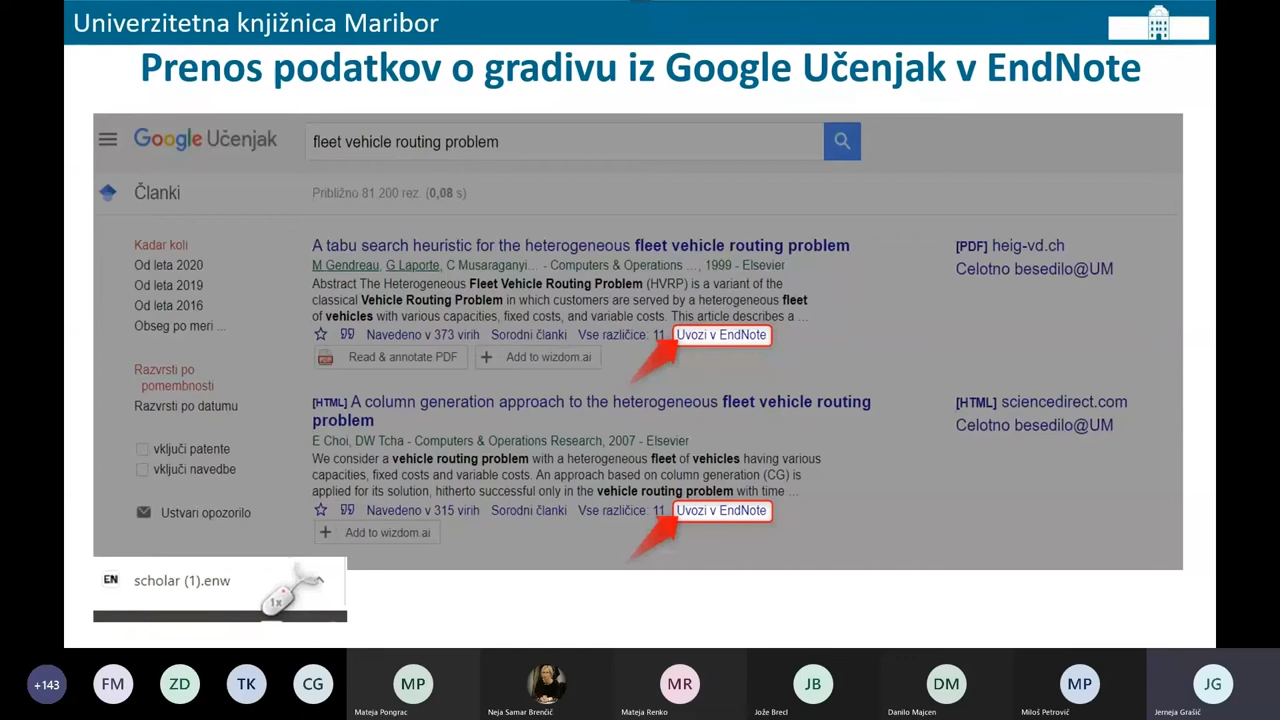 Univerzitetna knjižnica Maribor
Prenos podatkov o gradivu iz Google Učenjak v EndNote
Google Učenjak
fleet vehicle routing problem
Članki
Približno 81 200 rez. (0,08 s)
Kadar koli
Od leta 2020
Od leta 2019
Od leta 2016
Obseg po meri ...
Razvrsti po
pomembnosti
Razvrsti po datumu
vključi patente
vključi navedbe
Ustvari opozorilo
A tabu search heuristic for the heterogeneous fleet vehicle routing problem
M Gendreau, G Laporte, C Musaraganyi... - Computers & Operations ..., 1999 - Elsevier
Abstract The Heterogeneous Fleet Vehicle Routing Problem (HVRP) is a variant of the
classical Vehicle Routing Problem in which customers are served by a heterogeneous fleet
of vehicles with various capacities, fixed costs, and variable costs. This article describes a ...
Navedeno v 373 virih Sorodni članki Vse različice: 11 Uvozi v EndNote
Read & annotate PDF + Add to wizdom.ai
[PDF] heig-vd.ch
Celotno besedilo@UM
[HTML] A column generation approach to the heterogeneous fleet vehicle routing
problem
E Choi, DW Tcha - Computers & Operations Research, 2007 - Elsevier
We consider a vehicle routing problem with a heterogeneous fleet of vehicles having various
capacities, fixed costs and variable costs. An approach based on column generation (CG) is
applied for its solution, hitherto successful only in the vehicle routing problem with time ...
Navedeno v 315 virih Sorodni članki Vse različice: 11 Uvozi v EndNote
+ Add to wizdom.ai
[HTML] sciencedirect.com
Celotno besedilo@UM
EN scholar (1).enw
1x
+143
FM
ZD
TK
CG
MP
Mateja Pongrac
Neja Samar Brenčić
MR
Mateja Renko
JB
Jože Brecl
DM
Danilo Majcen
MP
Miloš Petrovič
JG
Jerneja Grašič